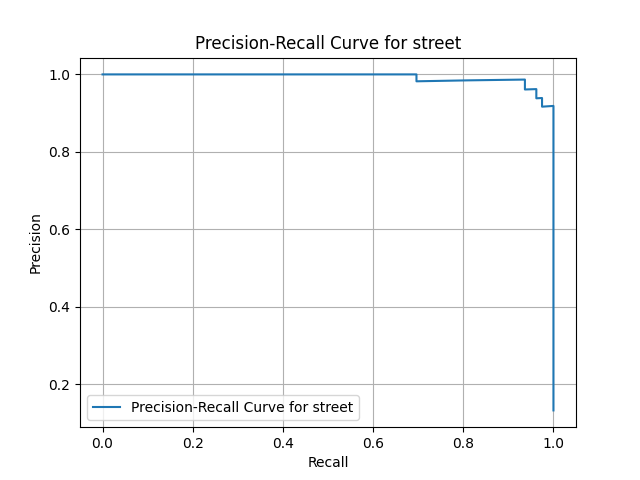 Precision-Recall Curve for street
1.0
0.8
0.6
0.4
0.2
Precision
Precision-Recall Curve for street
0.0 0.2 0.4 0.6 0.8 1.0
Recall